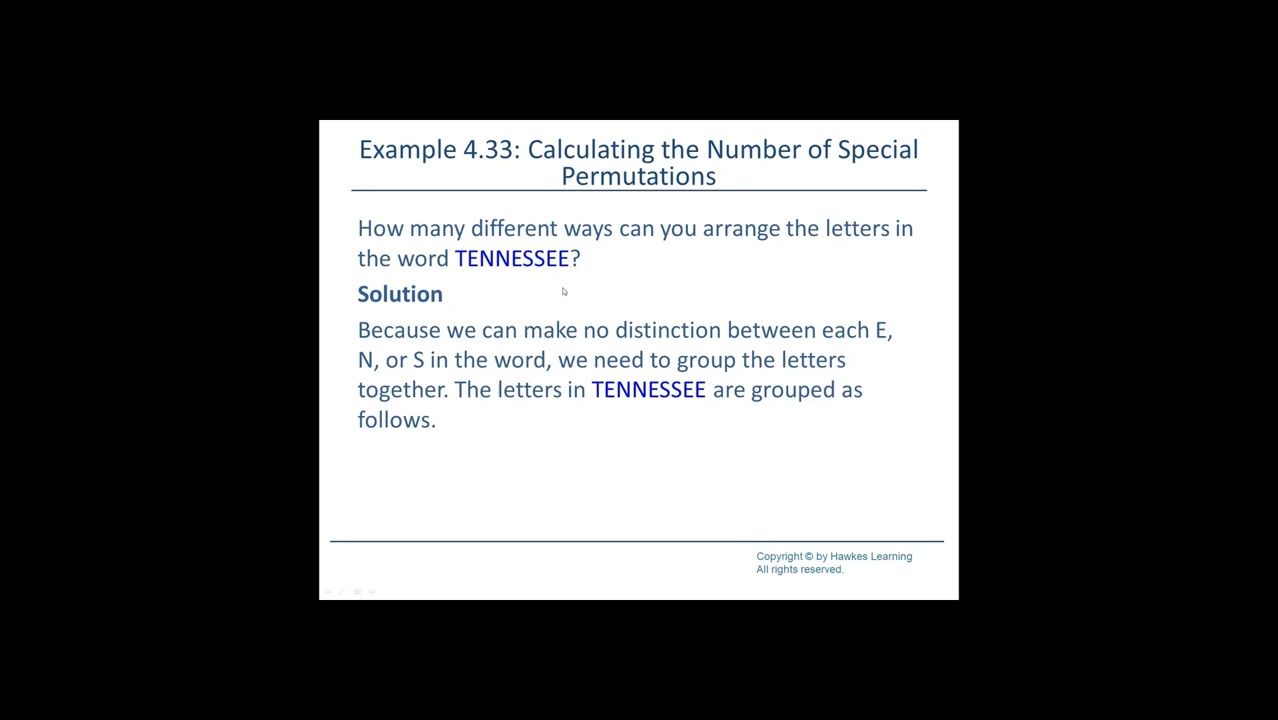 Example 4.33: Calculating the Number of Special
Permutations
How many different ways can you arrange the letters in
the word TENNESSEE?
Solution
Because we can make no distinction between each E,
N, or S in the word, we need to group the letters
together. The letters in TENNESSEE are grouped as
follows.
Copyright © by Hawkes Learning
All rights reserved.